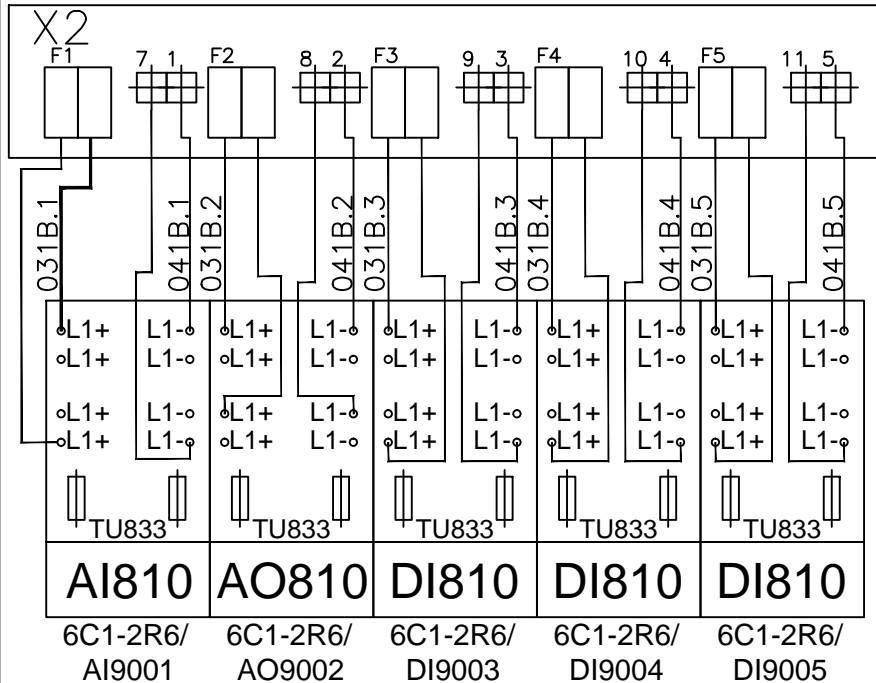 X2
F1 7 1 F2 8 2 F3 9 3 F4 10 4 F5 11 5
031B.1 041B.1 031B.2 041B.2 031B.3 041B.3 031B.4 041B.4 031B.5 041B.5
L1+ L1- L1+ L1- L1+ L1- L1+ L1- L1+ L1-
L1+ L1- L1+ L1- L1+ L1- L1+ L1- L1+ L1-
L1+ L1- L1+ L1- L1+ L1- L1+ L1- L1+ L1-
L1+ L1- L1+ L1- L1+ L1- L1+ L1- L1+ L1-
TU833 TU833 TU833 TU833 TU833
AI810 AO810 DI810 DI810 DI810
6C1-2R6/ 6C1-2R6/ 6C1-2R6/ 6C1-2R6/ 6C1-2R6/
AI9001 AO9002 DI9003 DI9004 DI9005